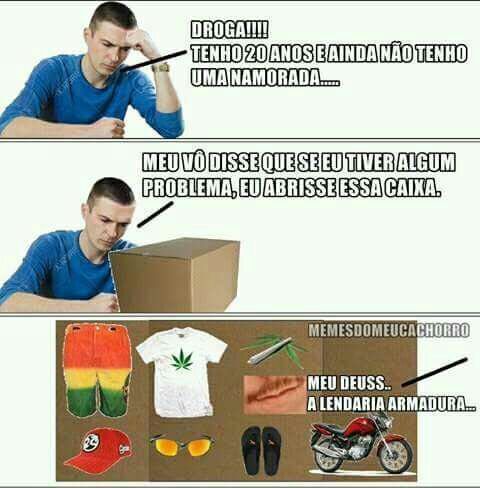 DROGA!!!!
TENHO 20 ANOS E AINDA NÃO TENHO
UMA NAMORADA.....
MEU VÔ DISSE QUE SE EU TIVER ALGUM
PROBLEMA, EU ABRISSE ESSA CAIXA.
MEMESDOMEUCACHORRO
MEU DEUSS..
A LENDARIA ARMADURA...